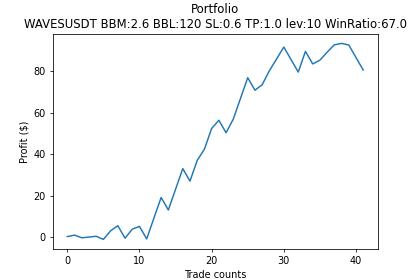 Portfolio
WAVESUSDT BBM:2.6 BBL:120 SL:0.6 TP:1.0 lev:10 WinRatio:67.0
Profit ($)
80
60
40
20
0
0
10
20
30
40
Trade counts